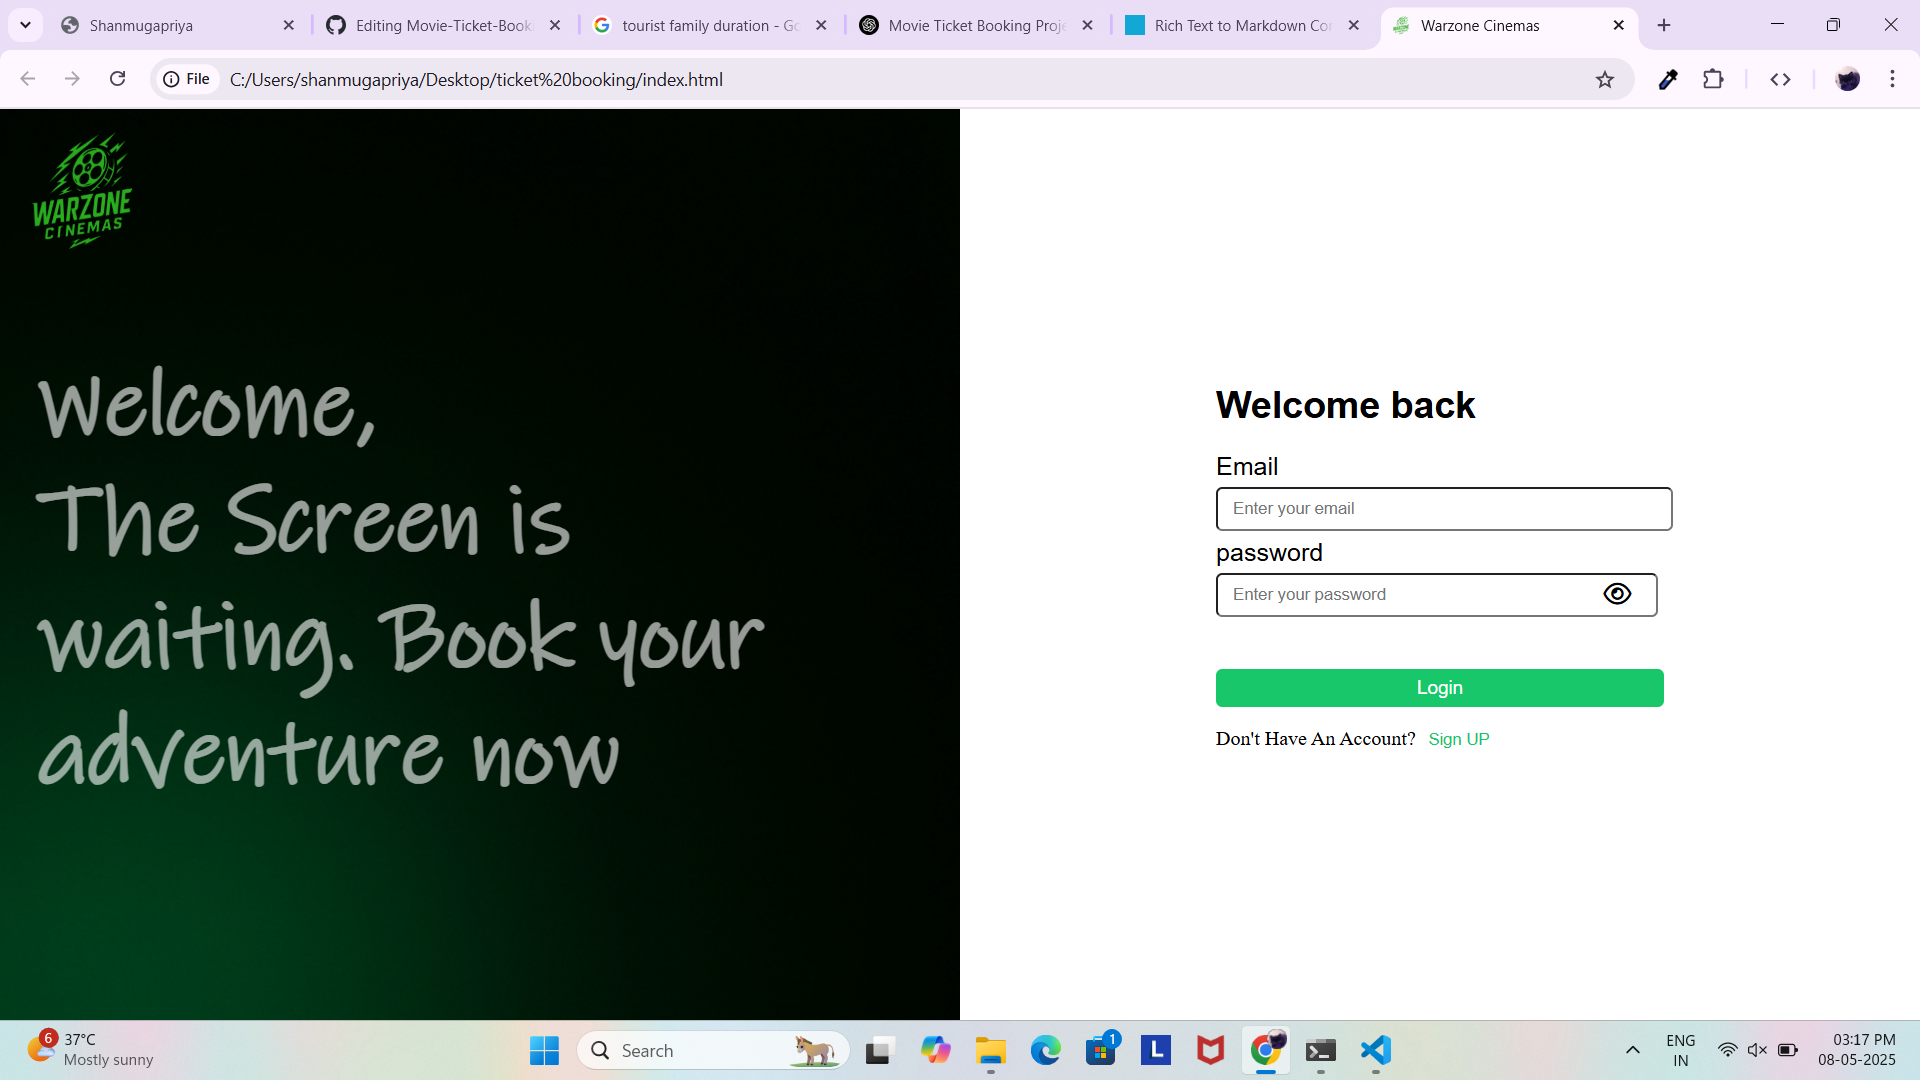 Shanmugapriya
Editing Movie-Ticket-Book
tourist family duration - Go
Movie Ticket Booking Proje
Rich Text to Markdown Con
Warzone Cinemas
File
C:/Users/shanmugapriya/Desktop/ticket%20booking/index.html
WARZONE
CINEMAS
Welcome,
The Screen is
waiting. Book your
adventure now
Welcome back
Email
Enter your email
password
Enter your password
Login
Don't Have An Account? Sign UP
6
37°C
Mostly sunny
Search
1
L
ENG
IN
03:17 PM
08-05-2025